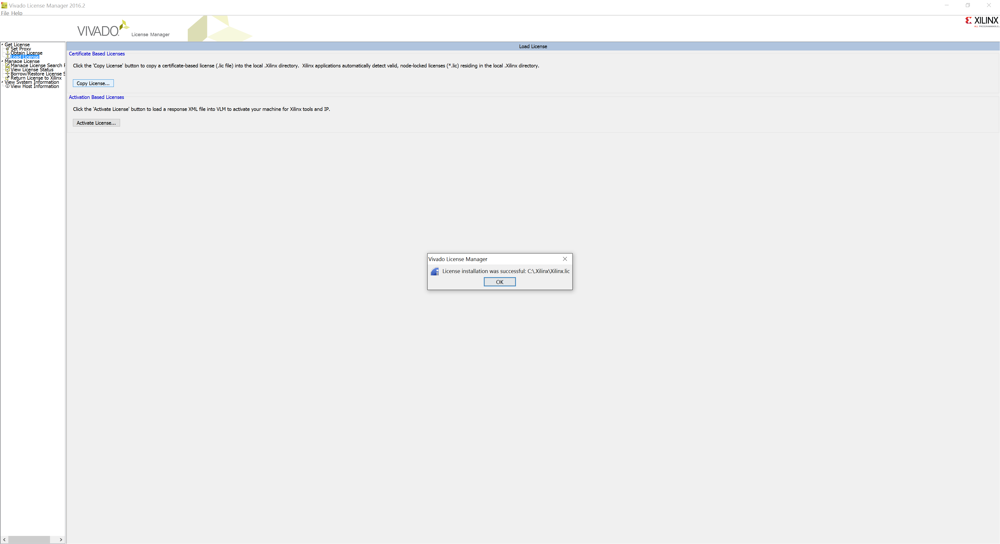 Vivado License Manager 2016.2
File Help
VIVADO. License Manager
XILINX
ALL PROGRAMMABLE.
Get License
Set Proxy
Obtain License
Load License
Manage License
Manage License Search
View License Status
Borrow/Restore License S
Return License to Xilinx
View System Information
View Host Information
Load License
Certificate Based Licenses
Click the 'Copy License' button to copy a certificate-based license (.lic file) into the local .Xilinx directory.  Xilinx applications automatically detect valid, node-locked licenses (*.lic) residing in the local .Xilinx directory.
Copy License...
Activation Based Licenses
Click the 'Activate License' button to load a response XML file into VLM to activate your machine for Xilinx tools and IP.
Activate License...
Vivado License Manager
License installation was successful: C:\.Xilinx\Xilinx.lic
OK